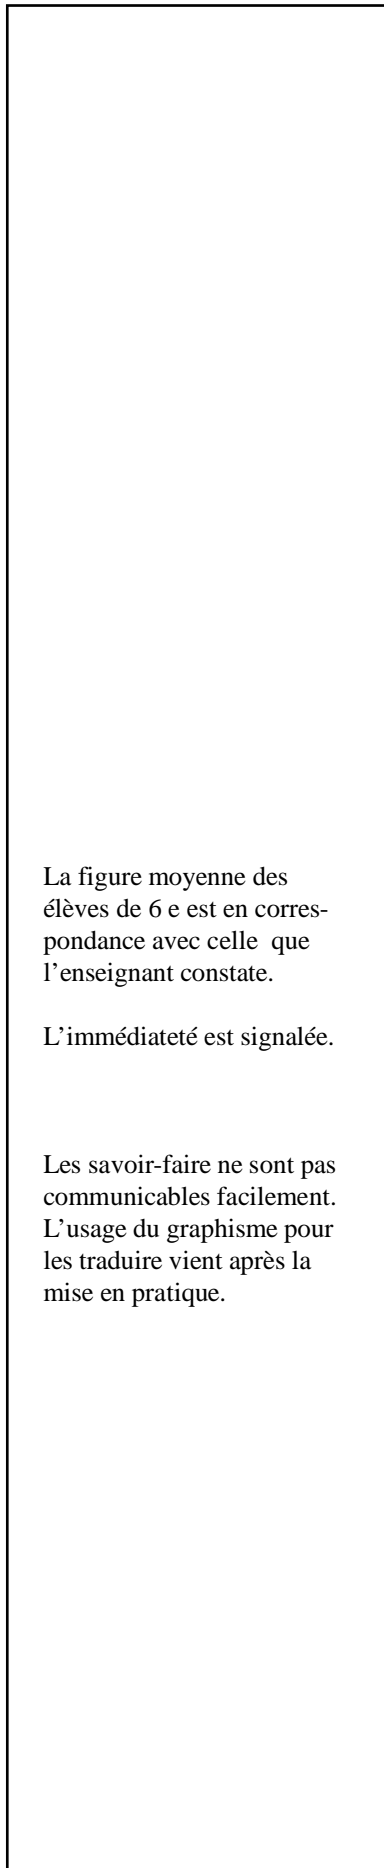 La figure moyenne des
élèves de 6 e est en corres-
pondance avec celle  que
l’enseignant constate.
L’immédiateté est signalée.
Les savoir-faire ne sont pas
communicables facilement.
L’usage du graphisme pour
les traduire vient après la
mise en pratique.